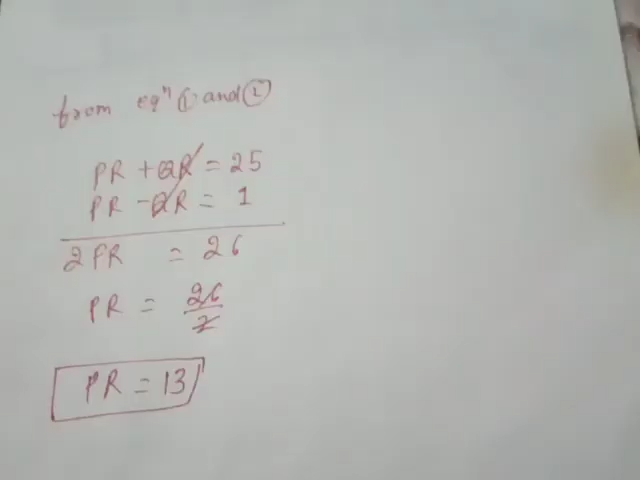 from eqⁿ ① and ②
PR + QR = 25
PR - QR = 1
2PR = 26
PR = 26/2
PR = 13